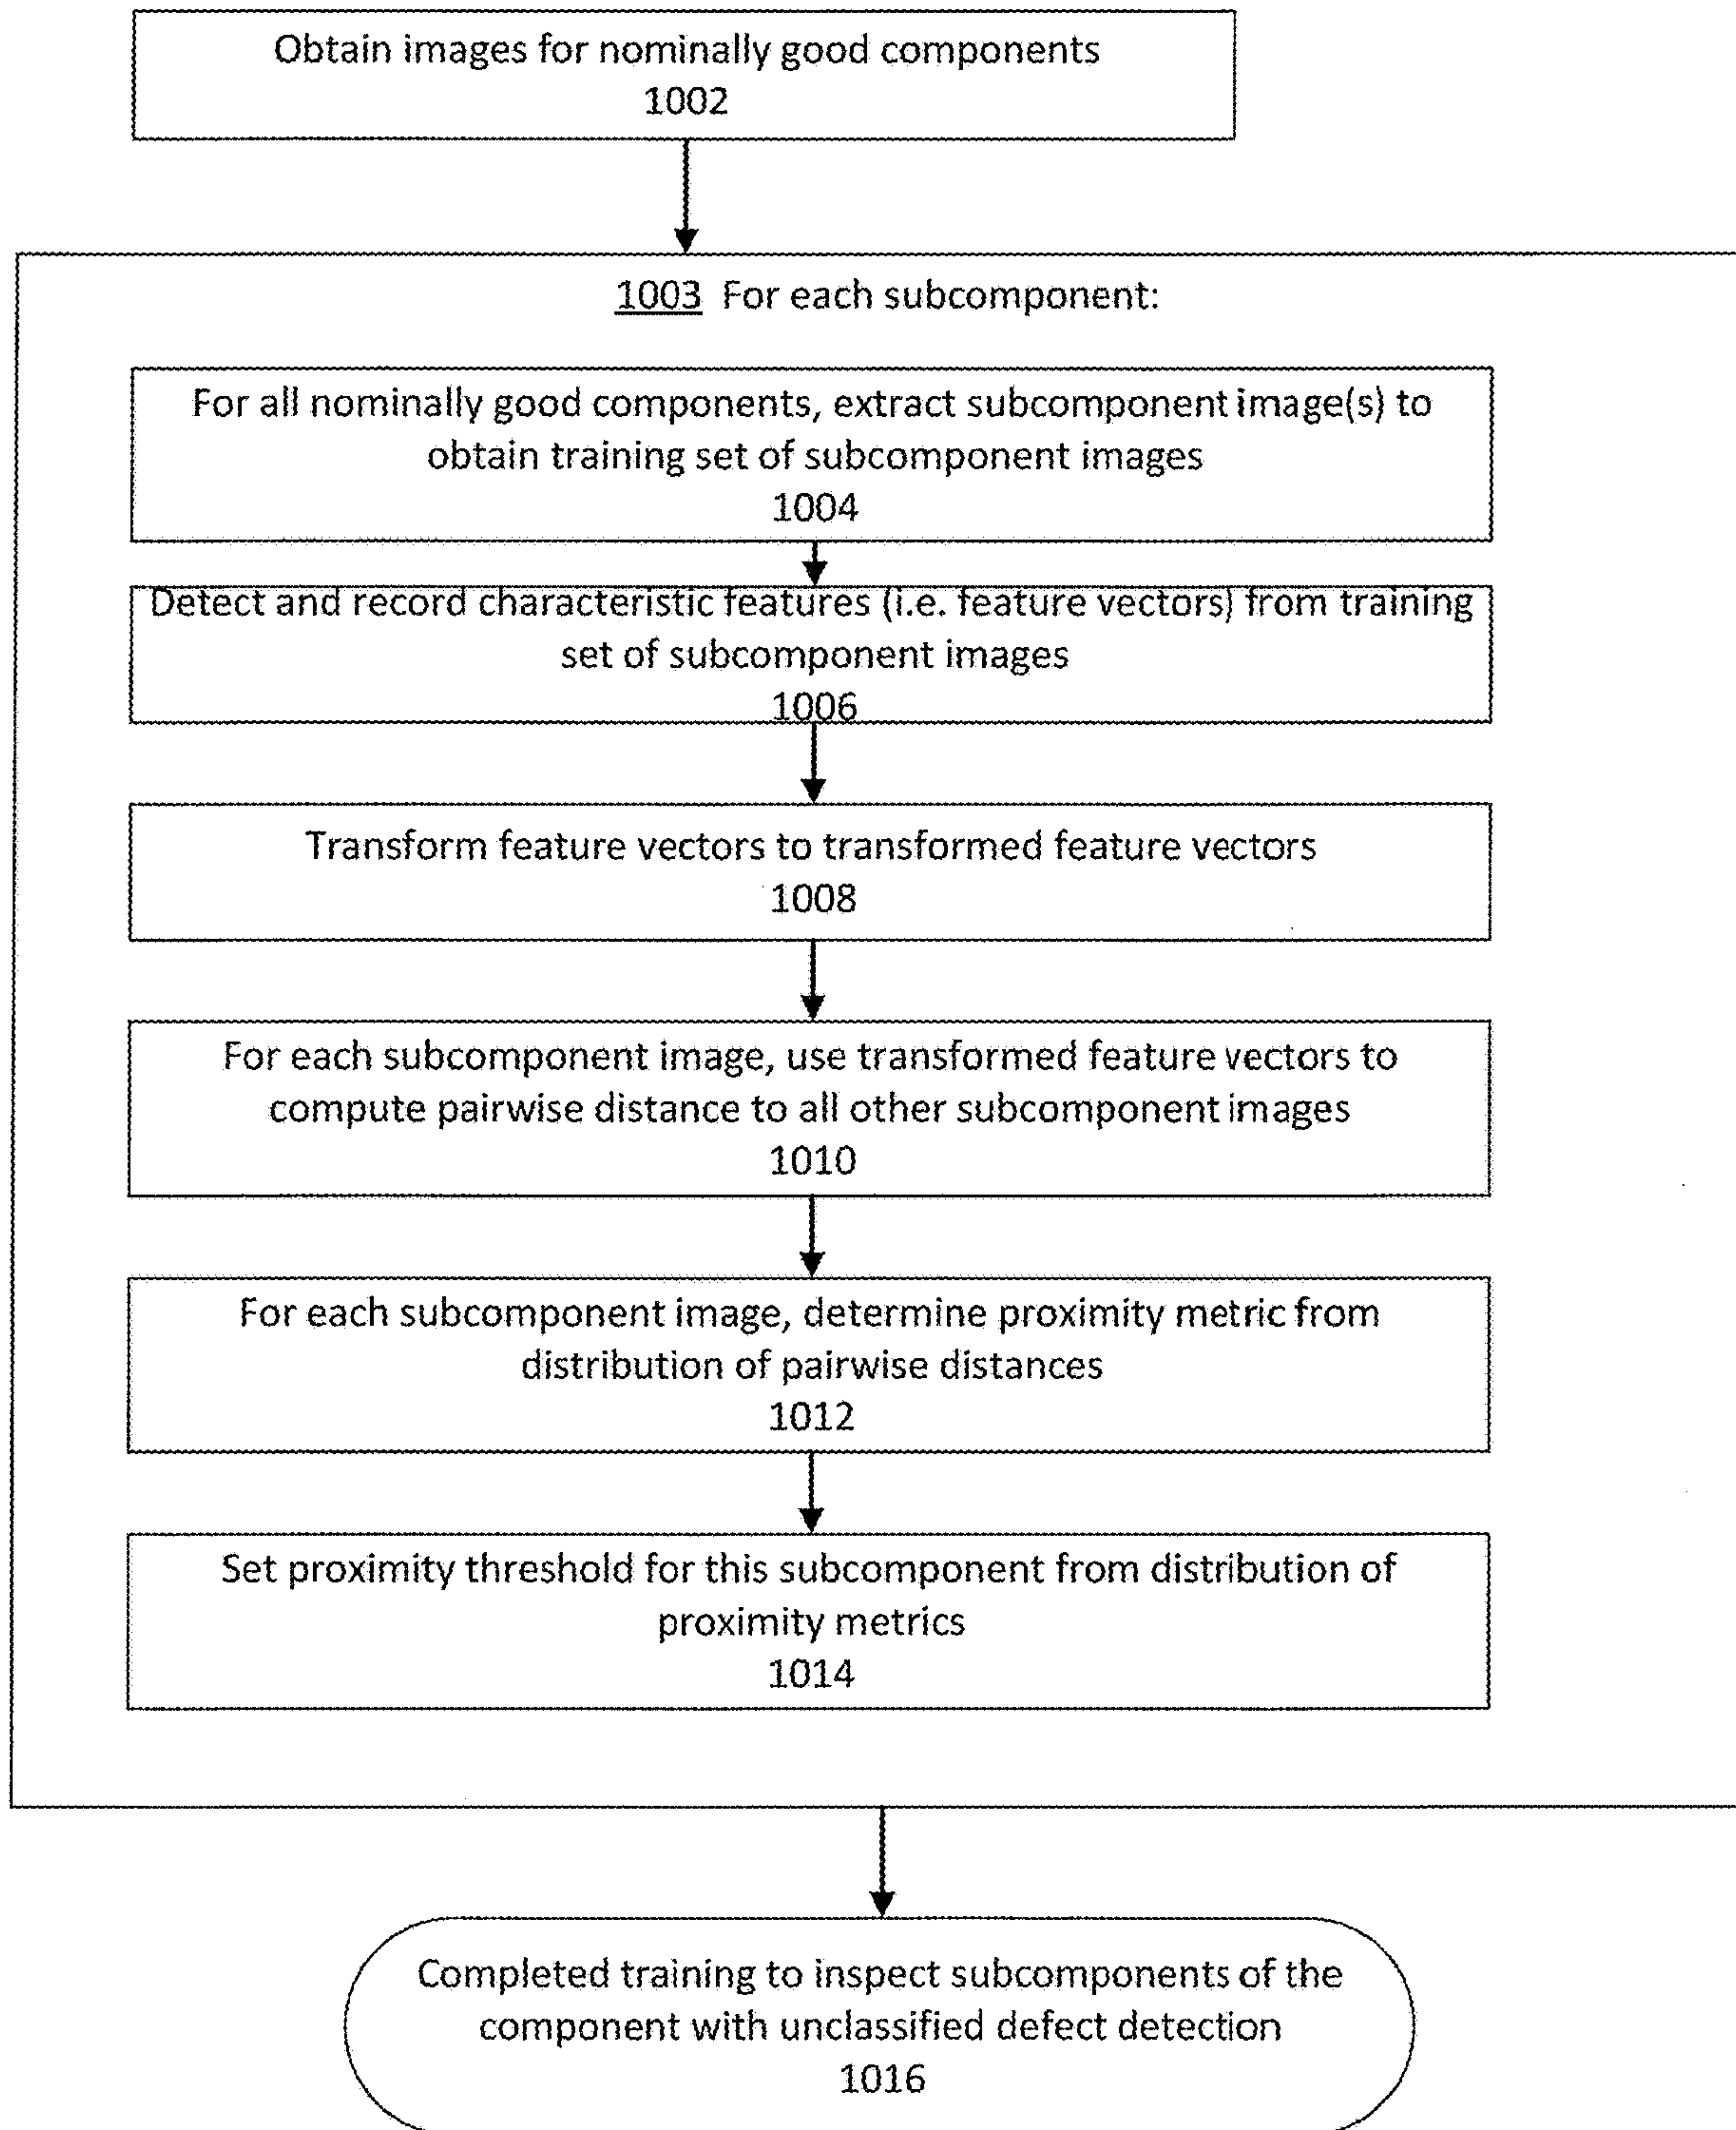 Obtain images for nominally good components
1002
1003 For each subcomponent:
For all nominally good components, extract subcomponent image(s) to
obtain training set of subcomponent images
1004
Detect and record characteristic features (i.e. feature vectors) from training
set of subcomponent images
1006
Transform feature vectors to transformed feature vectors
1008
For each subcomponent image, use transformed feature vectors to
compute pairwise distance to all other subcomponent images
1010
For each subcomponent image, determine proximity metric from
distribution of pairwise distances
1012
Set proximity threshold for this subcomponent from distribution of
proximity metrics
1014
Completed training to inspect subcomponents of the
component with unclassified defect detection
1016